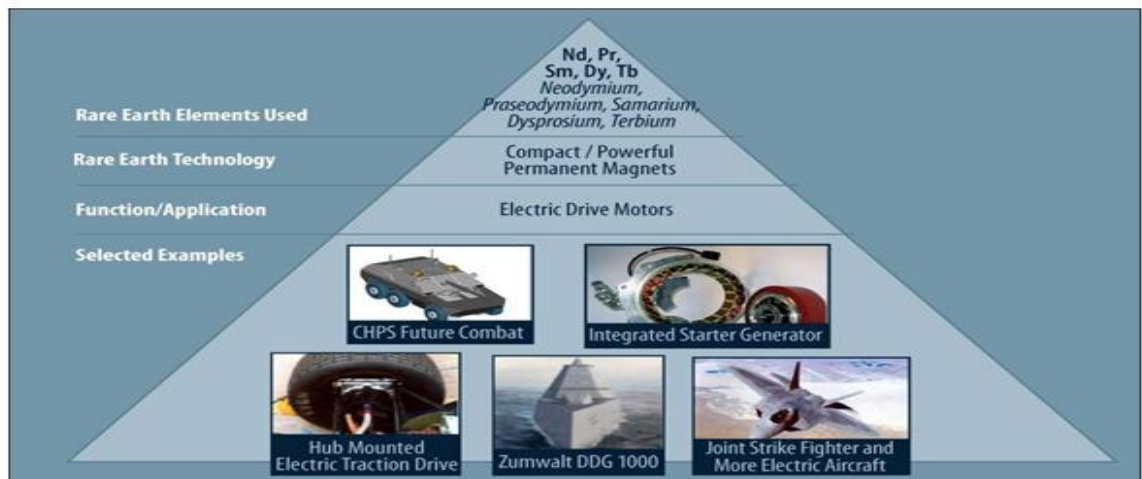 Nd, Pr,
Sm, Dy, Tb
Neodymium,
Praseodymium, Samarium,
Dysprosium, Terbium
Rare Earth Elements Used
Rare Earth Technology
Compact / Powerful
Permanent Magnets
Function/Application
Electric Drive Motors
Selected Examples
CHPS Future Combat
Integrated Starter Generator
Hub Mounted
Electric Traction Drive
Zumwalt DDG 1000
Joint Strike Fighter and
More Electric Aircraft